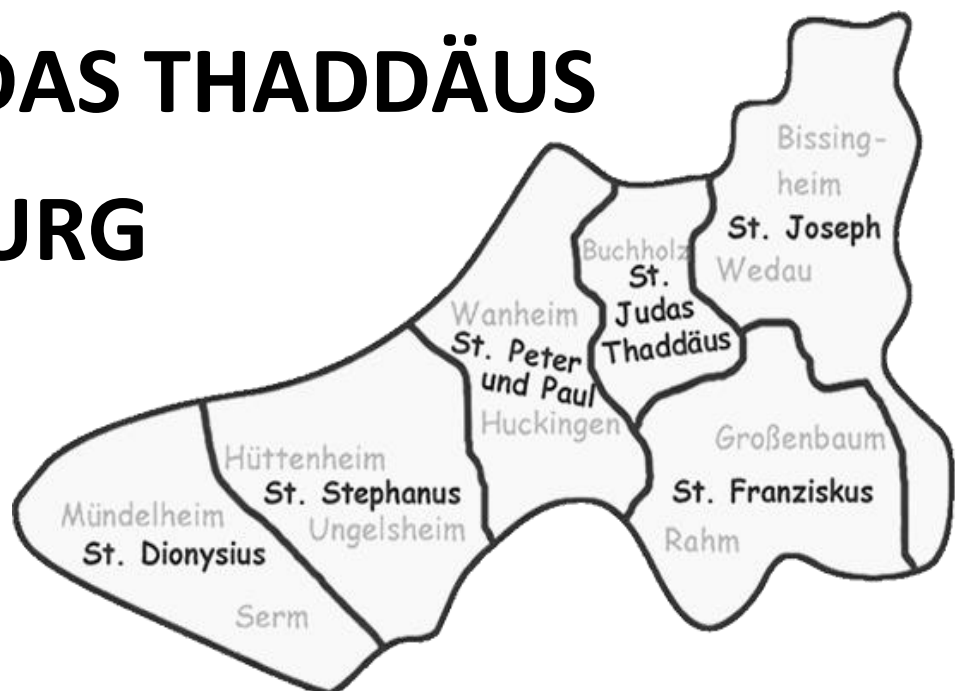 DAS THADDÄUS
URG
Bissing-
heim
St. Joseph
Wedau
Buchholz
St.
Judas
Thaddäus
Wanheim
St. Peter
und Paul
Huckingen
Großenbaum
St. Franziskus
Rahm
Hüttenheim
St. Stephanus
Ungelsheim
Mündelheim
St. Dionysius
Serm